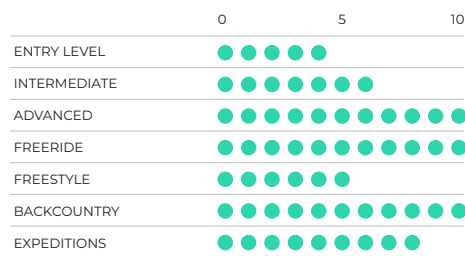 0 5 10
ENTRY LEVEL
INTERMEDIATE
ADVANCED
FREERIDE
FREESTYLE
BACKCOUNTRY
EXPEDITIONS